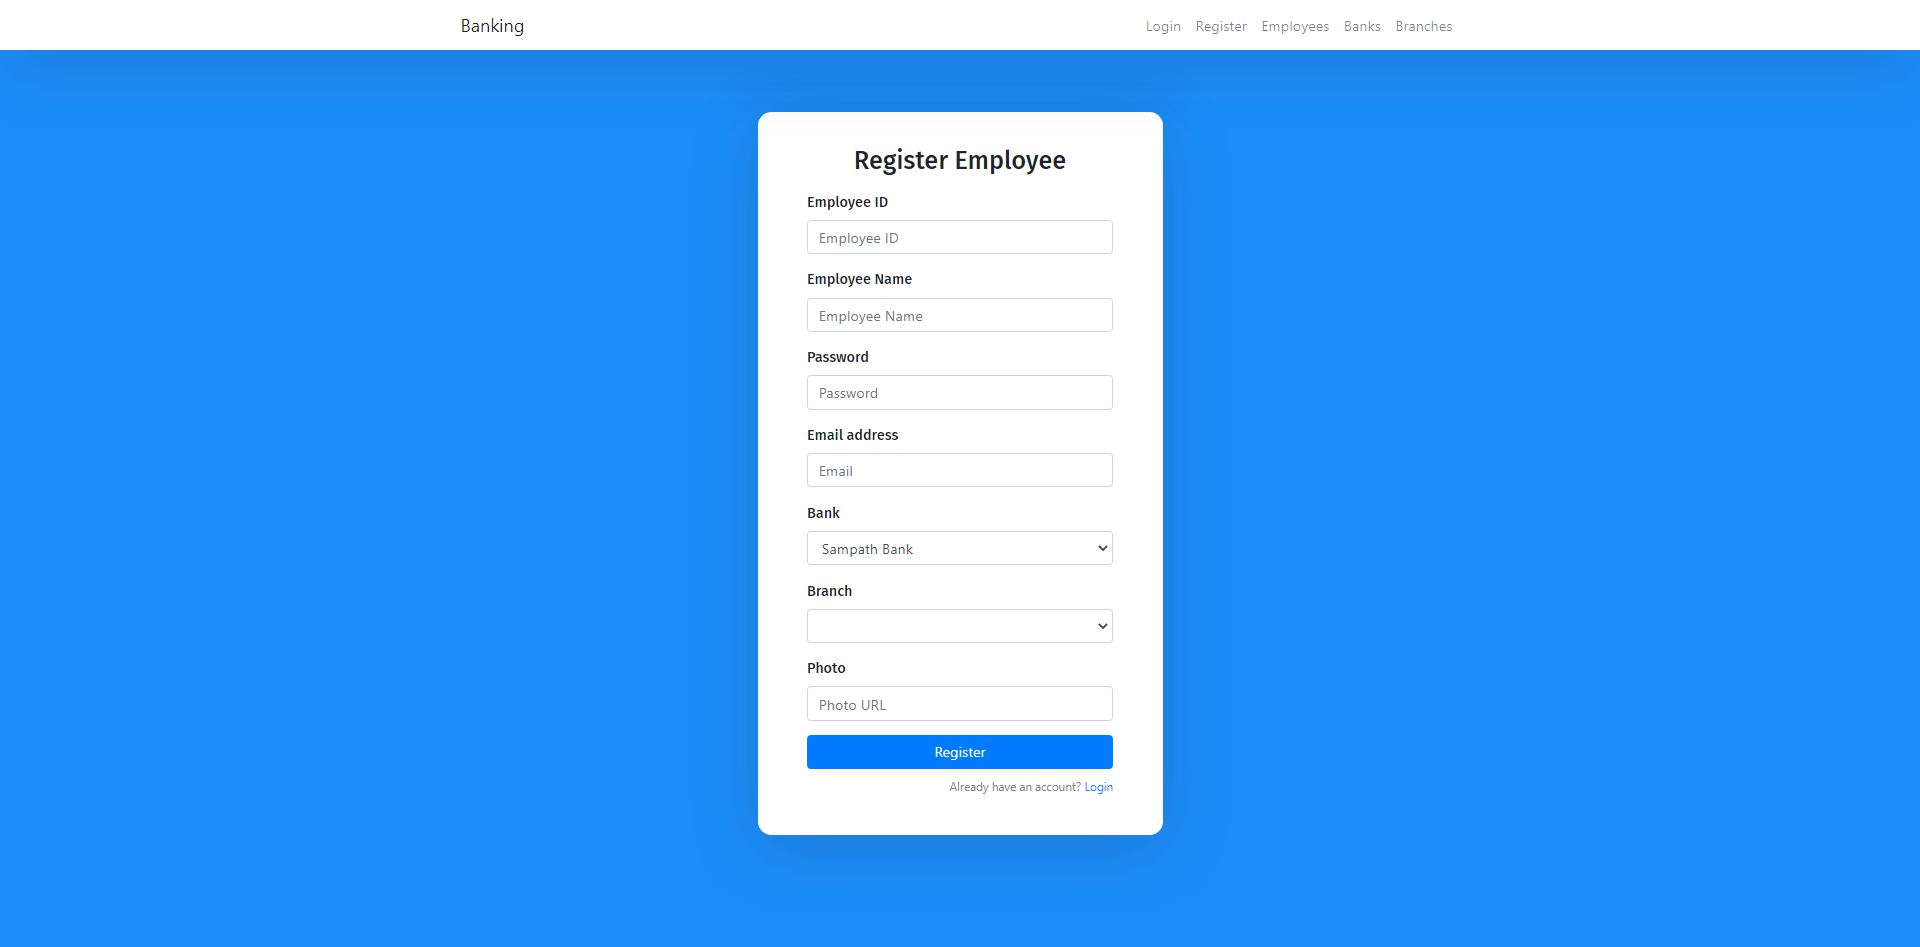 Banking
Login Register Employees Banks Branches
Register Employee
Employee ID
Employee ID
Employee Name
Employee Name
Password
Password
Email address
Email
Bank
Sampath Bank
Branch
Photo
Photo URL
Register
Already have an account? Login